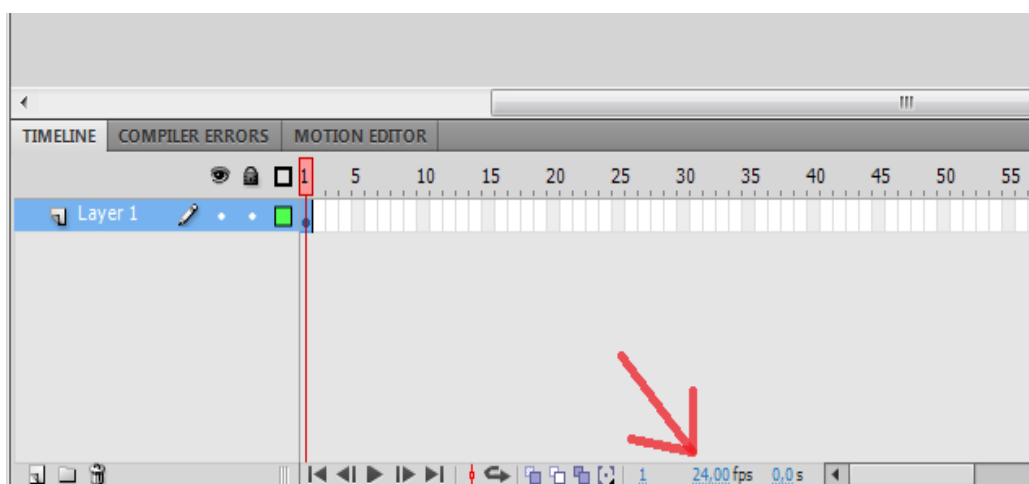 TIMELINE COMPILER ERRORS MOTION EDITOR
1 5 10 15 20 25 30 35 40 45 50 55
Layer 1
1 24,00 fps 0,0 s